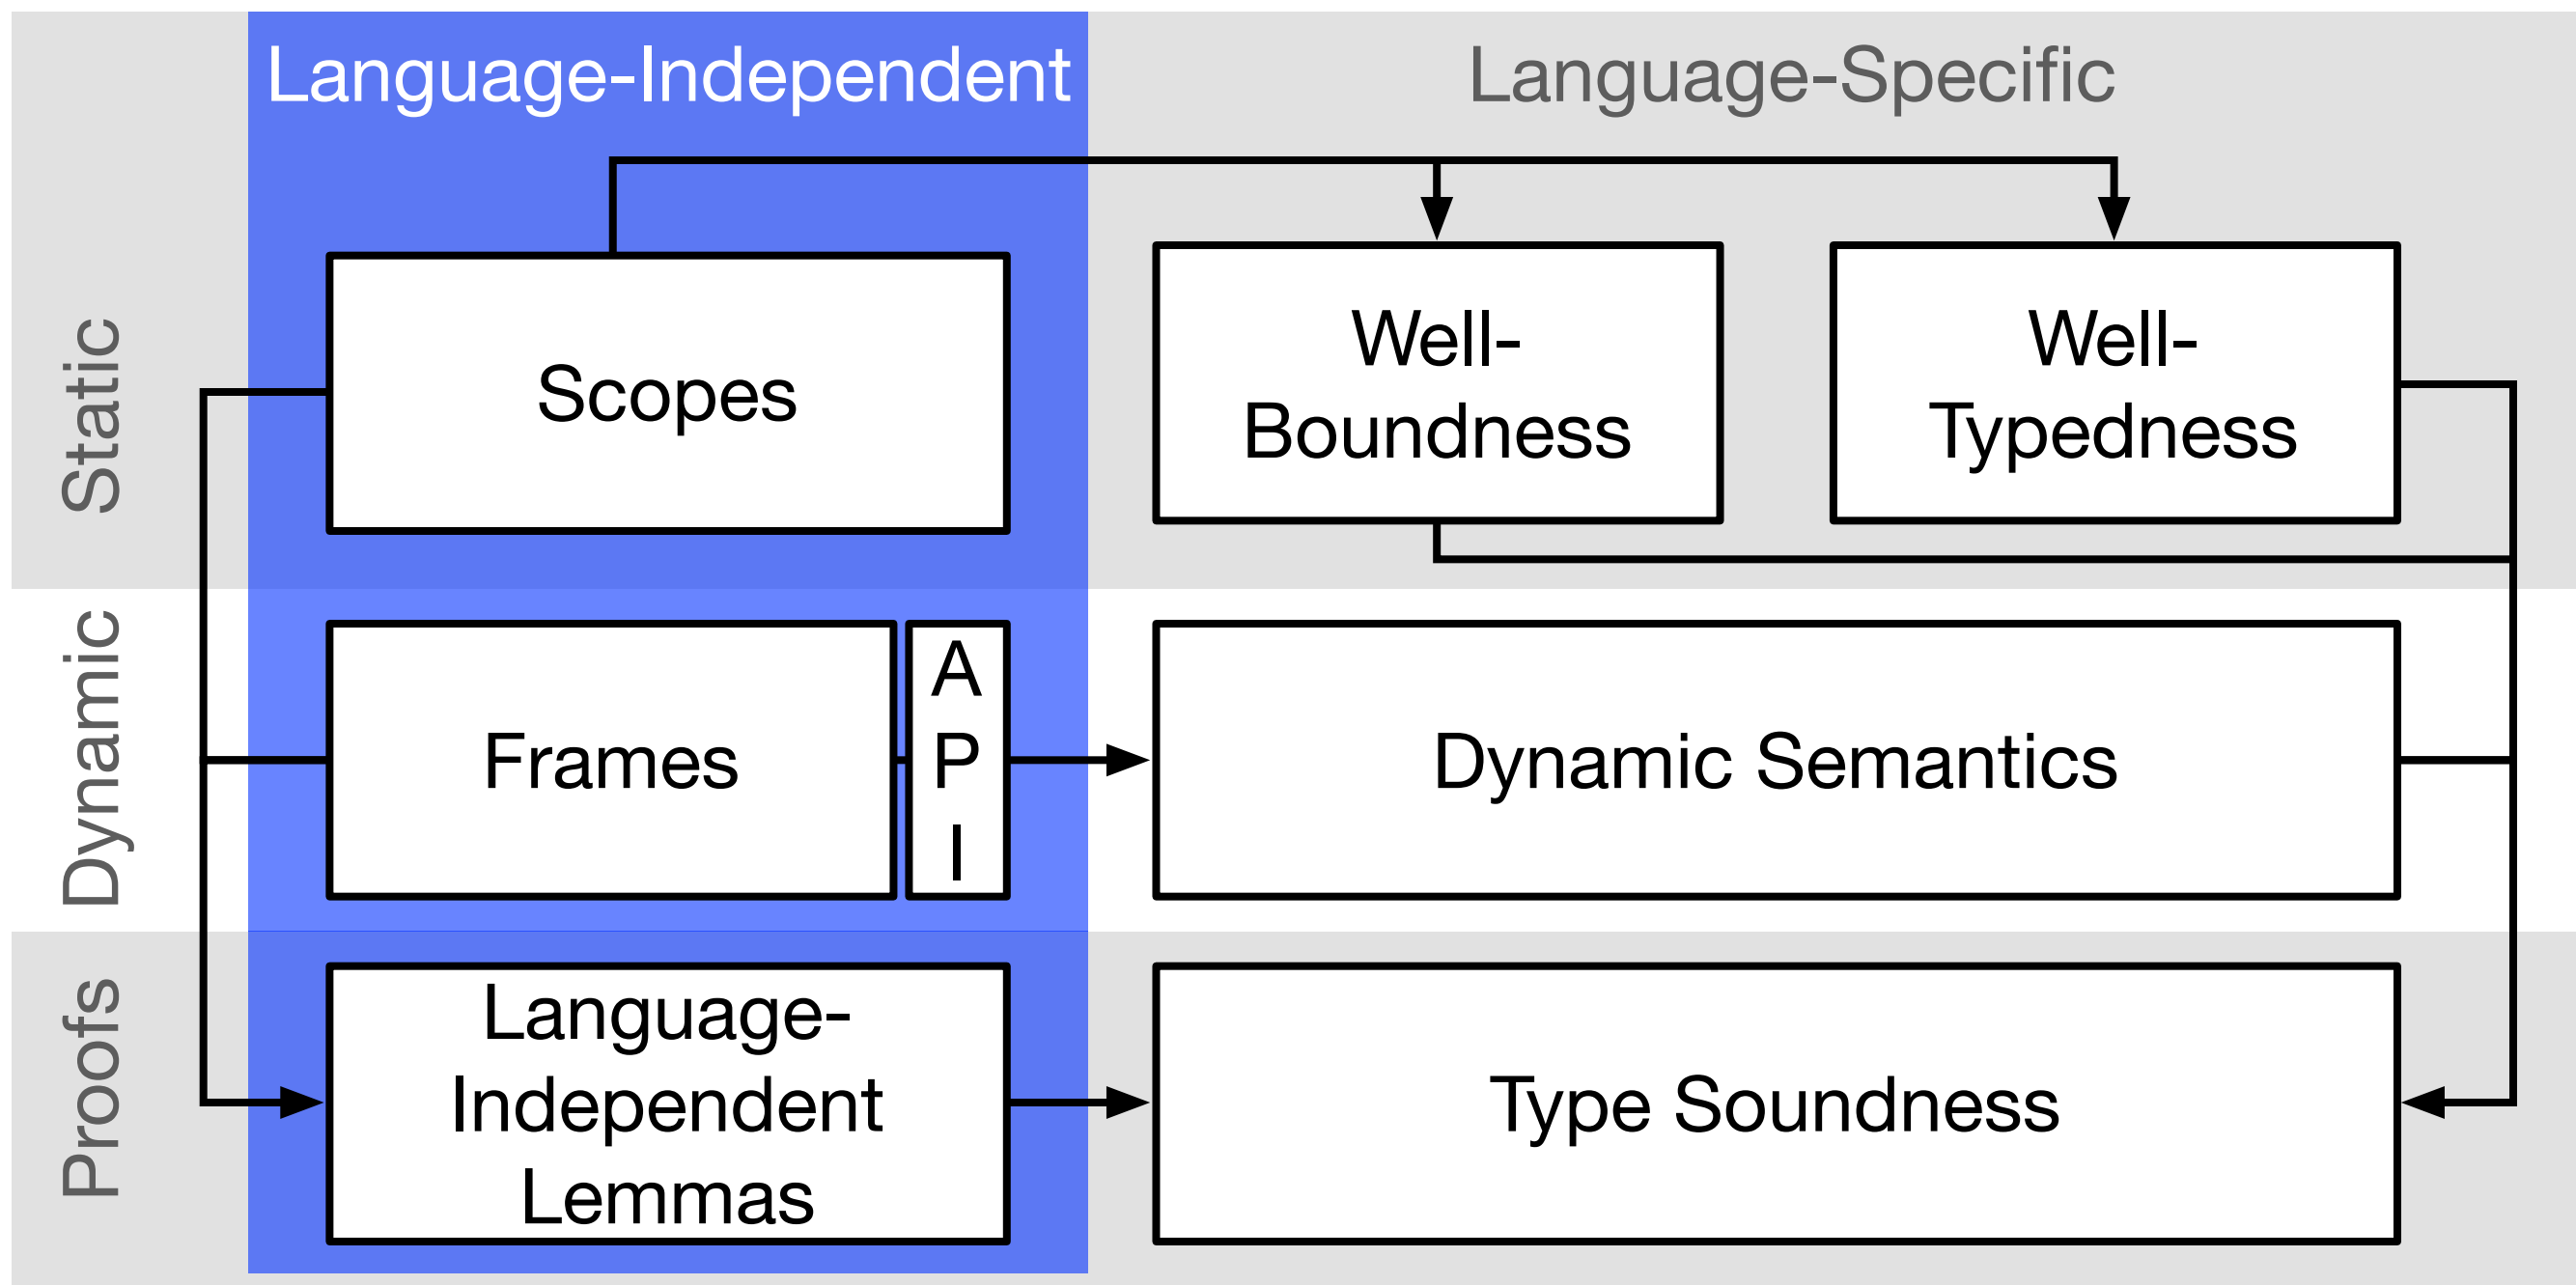 Language-Independent
Language-Specific
Static
Scopes
Well-
Boundness
Well-
Typedness
Dynamic
Frames
A
P
I
Dynamic Semantics
Proofs
Language-
Independent
Lemmas
Type Soundness